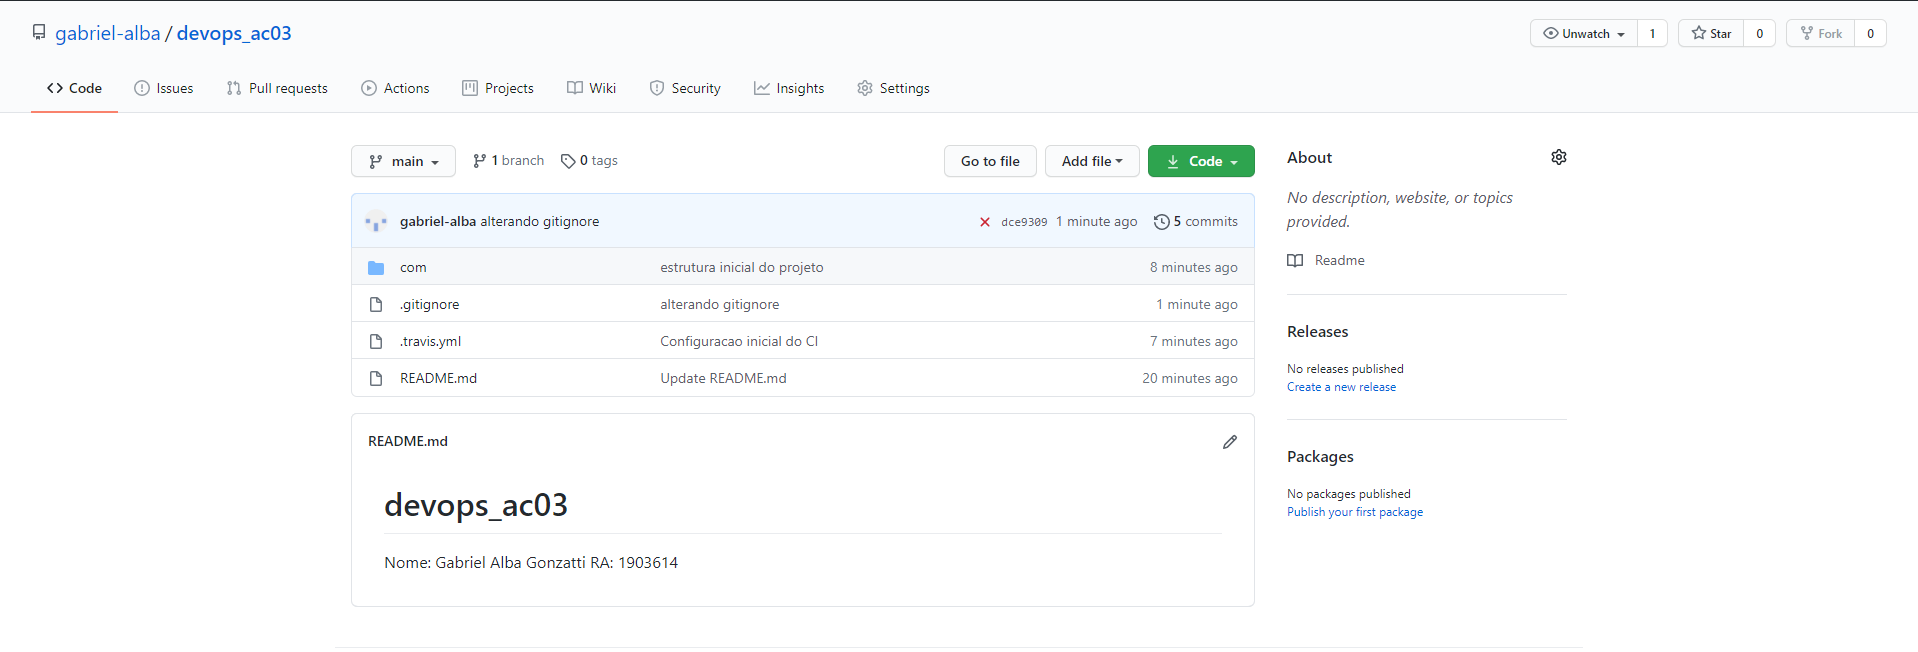 gabriel-alba / devops_ac03
Unwatch 1 Star 0 Fork 0
Code Issues Pull requests Actions Projects Wiki Security Insights Settings
main 1 branch 0 tags Go to file Add file Code
gabriel-alba alterando gitignore dce9309 1 minute ago 5 commits
com estrutura inicial do projeto 8 minutes ago
.gitignore alterando gitignore 1 minute ago
.travis.yml Configuracao inicial do CI 7 minutes ago
README.md Update README.md 20 minutes ago
README.md
devops_ac03
Nome: Gabriel Alba Gonzatti RA: 1903614
About
No description, website, or topics
provided.
Readme
Releases
No releases published
Create a new release
Packages
No packages published
Publish your first package